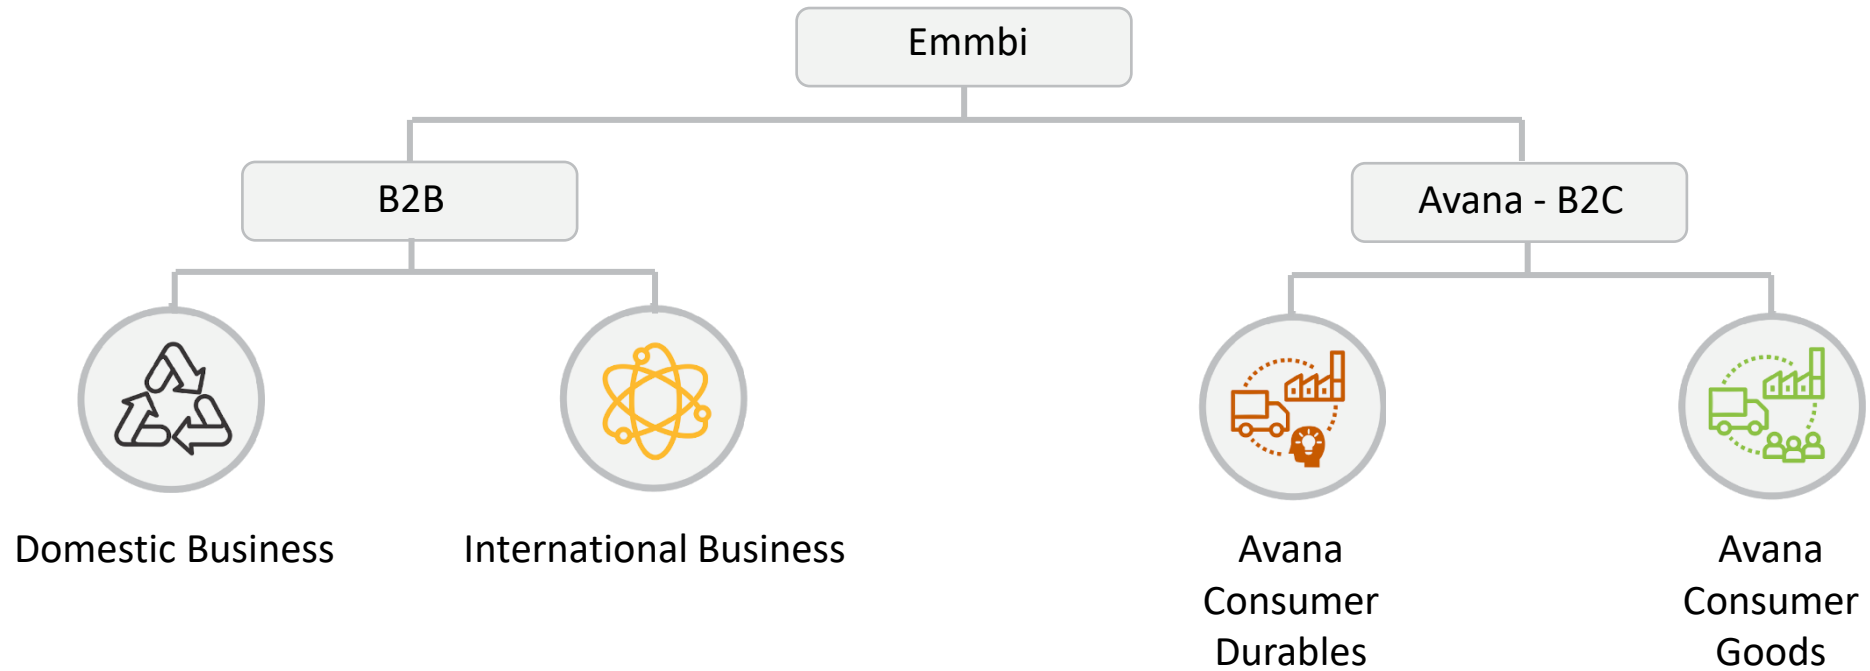 Emmbi
B2B
Avana - B2C
Domestic Business
International Business
Avana
Consumer
Durables
Avana
Consumer
Goods